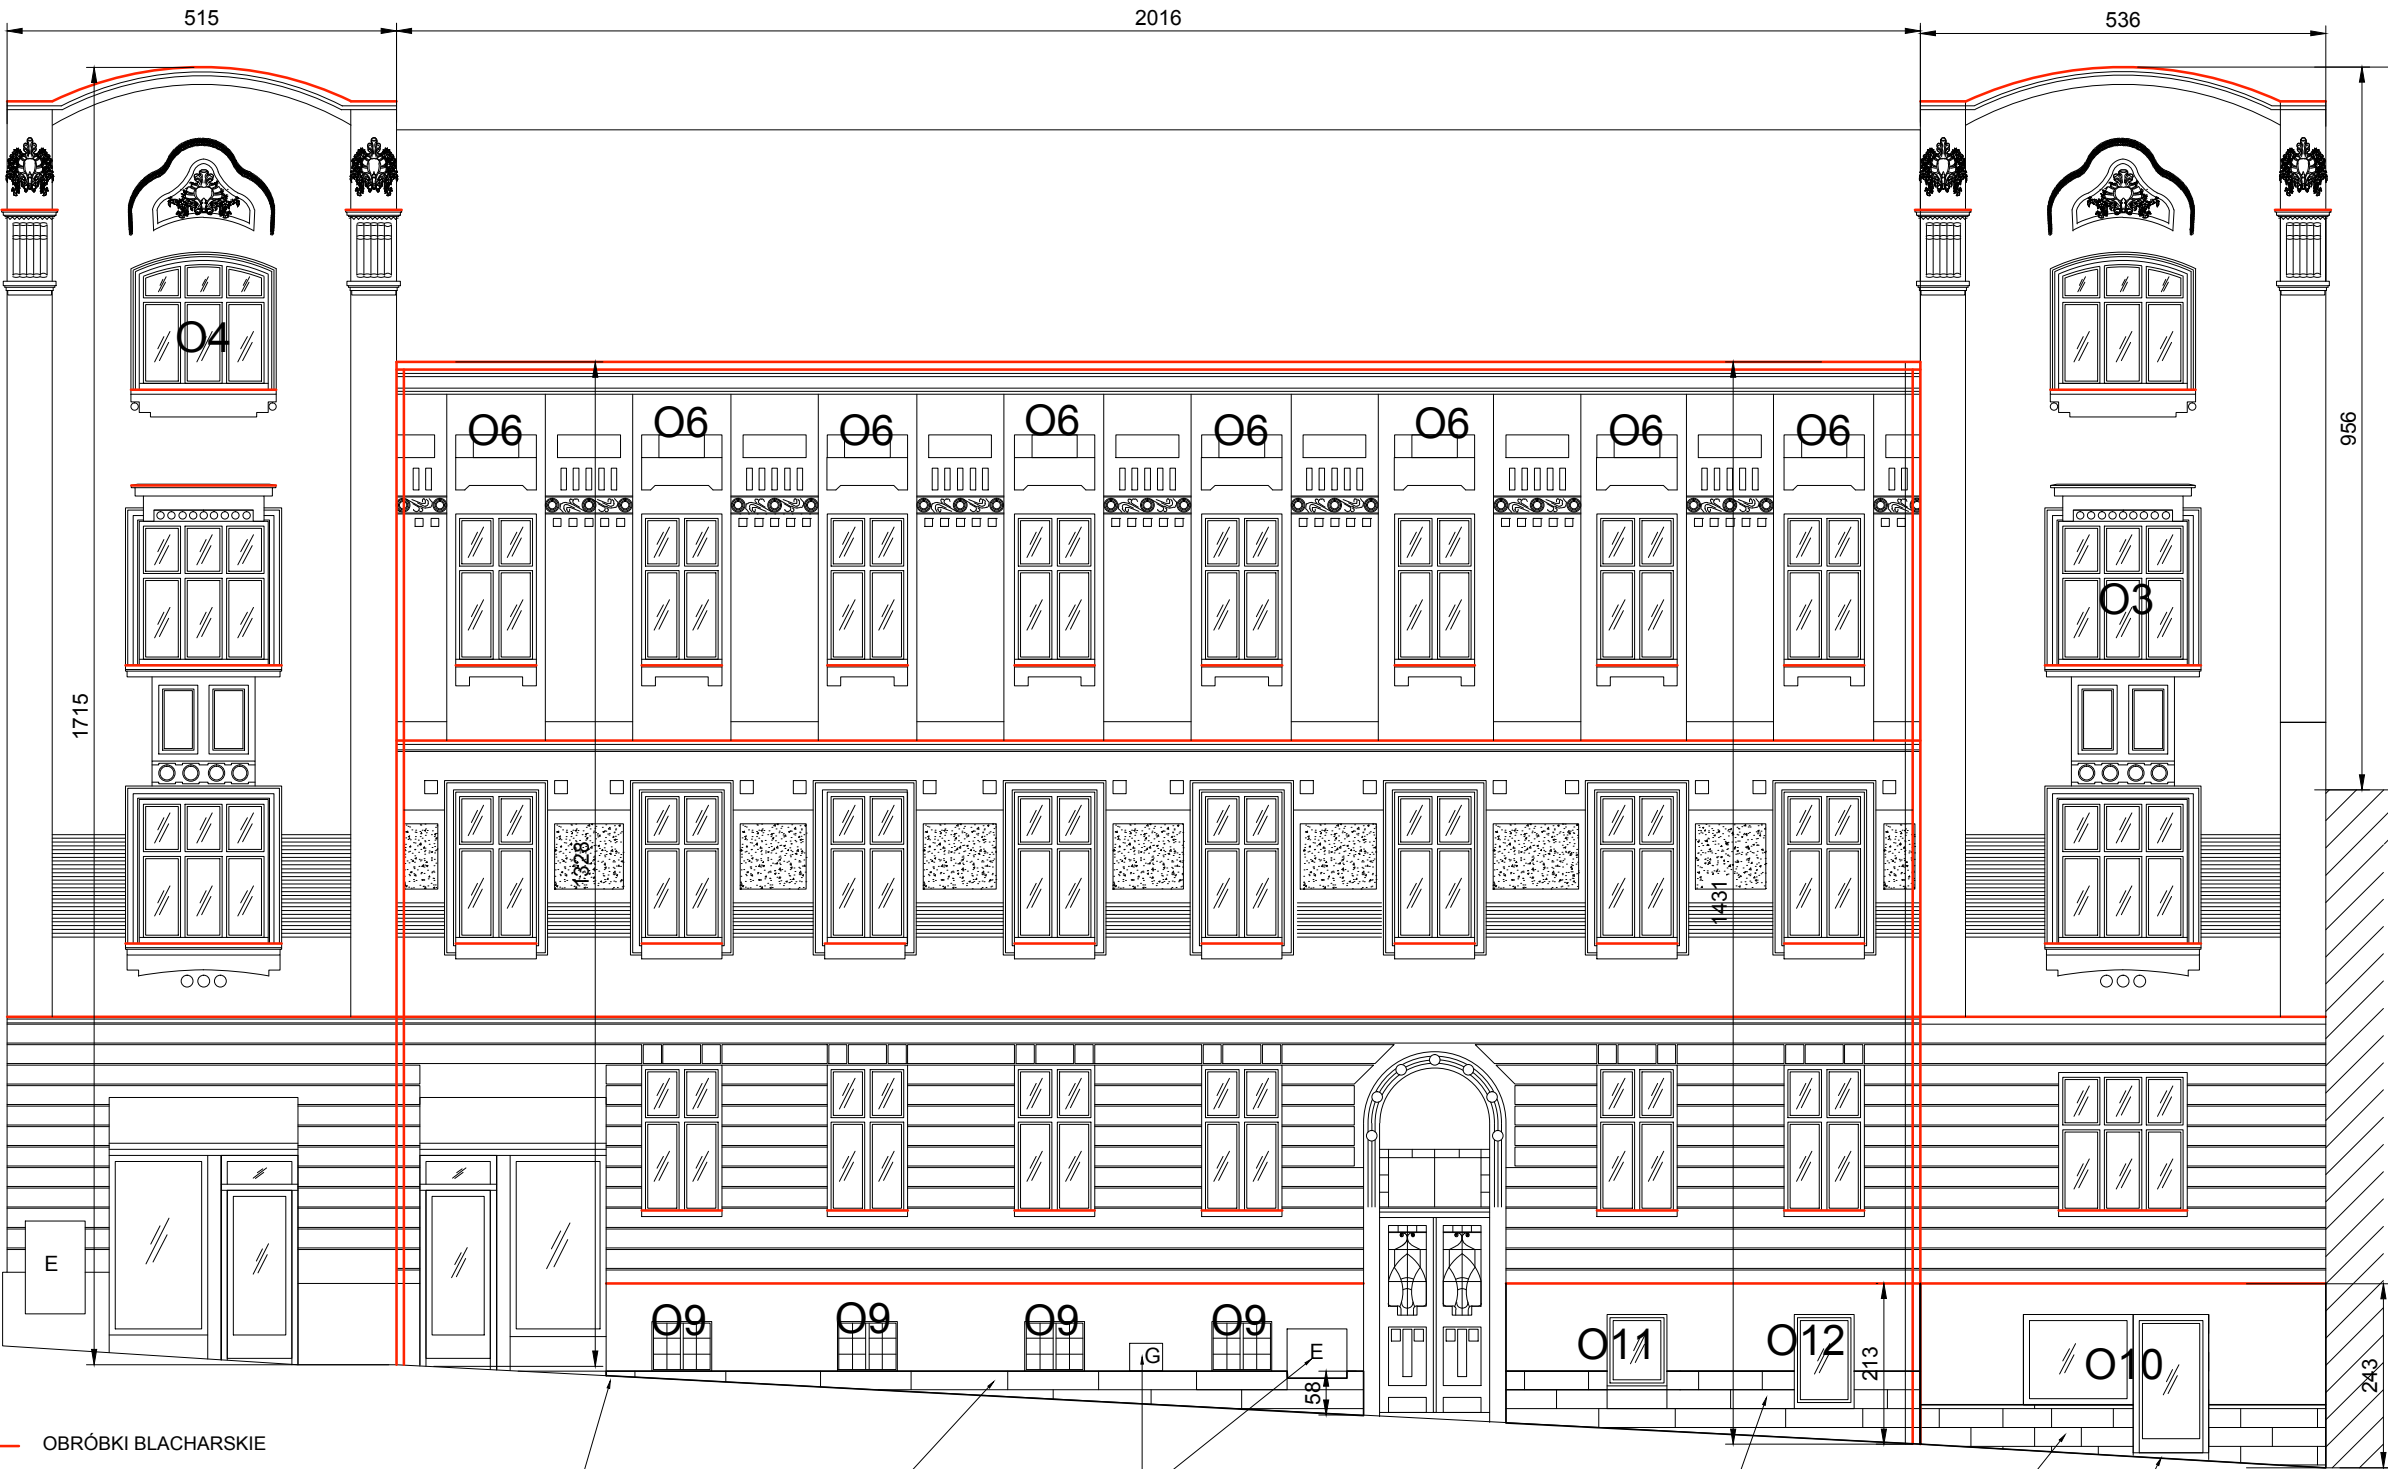 515 2016 536
O4
O6 O6 O6 O6 O6 O6 O6 O6
956
O3
1715
1328
1431
E
O9 O9 O9 O9
G
E
58
O11 O12
213
O10
243
OBRÓBKI BLACHARSKIE